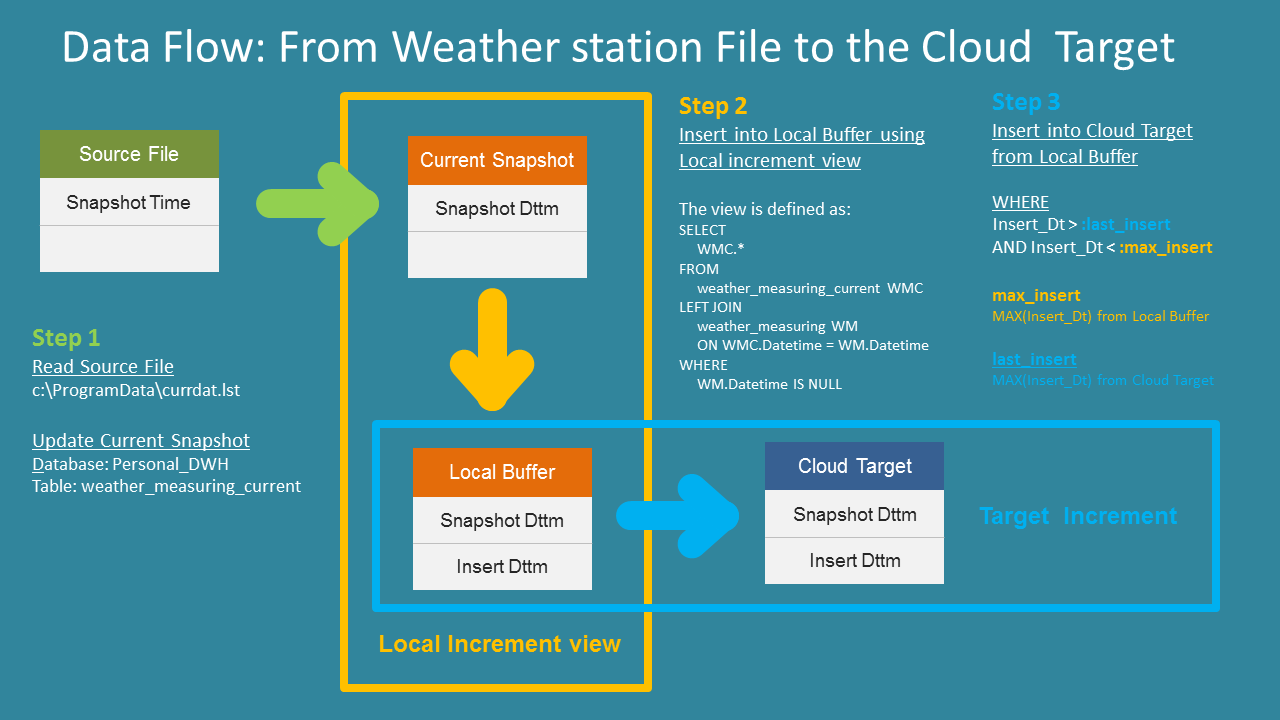 Data Flow: From Weather station File to the Cloud Target
Source File
Snapshot Time
Current Snapshot
Snapshot Dttm
Step 1
Read Source File
c:\ProgramData\currdat.lst
Update Current Snapshot
Database: Personal_DWH
Table: weather_measuring_current
Step 2
Insert into Local Buffer using
Local increment view
The view is defined as:
SELECT
WMC.*
FROM
weather_measuring_current WMC
LEFT JOIN
weather_measuring WM
ON WMC.Datetime = WM.Datetime
WHERE
WM.Datetime IS NULL
Step 3
Insert into Cloud Target
from Local Buffer
WHERE
Insert_Dt > :last_insert
AND Insert_Dt < :max_insert
max_insert
MAX(Insert_Dt) from Local Buffer
last_insert
MAX(Insert_Dt) from Cloud Target
Local Buffer
Snapshot Dttm
Insert Dttm
Cloud Target
Snapshot Dttm
Insert Dttm
Target Increment
Local Increment view